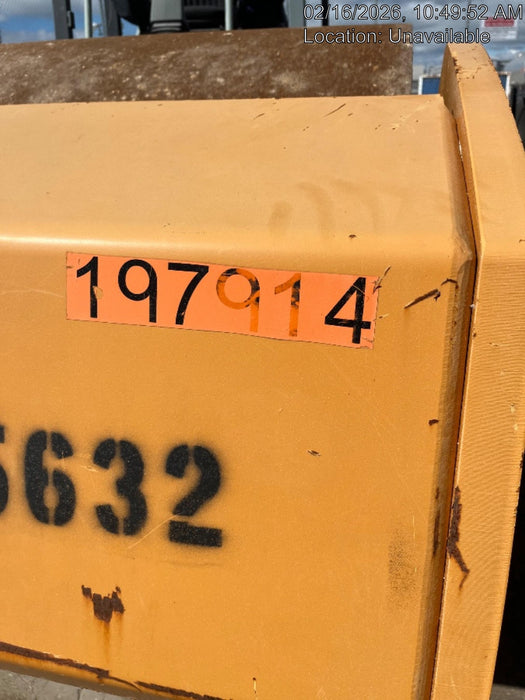 02/16/2026, 10:49:52 AM
Location: Unavailable
197914
5632